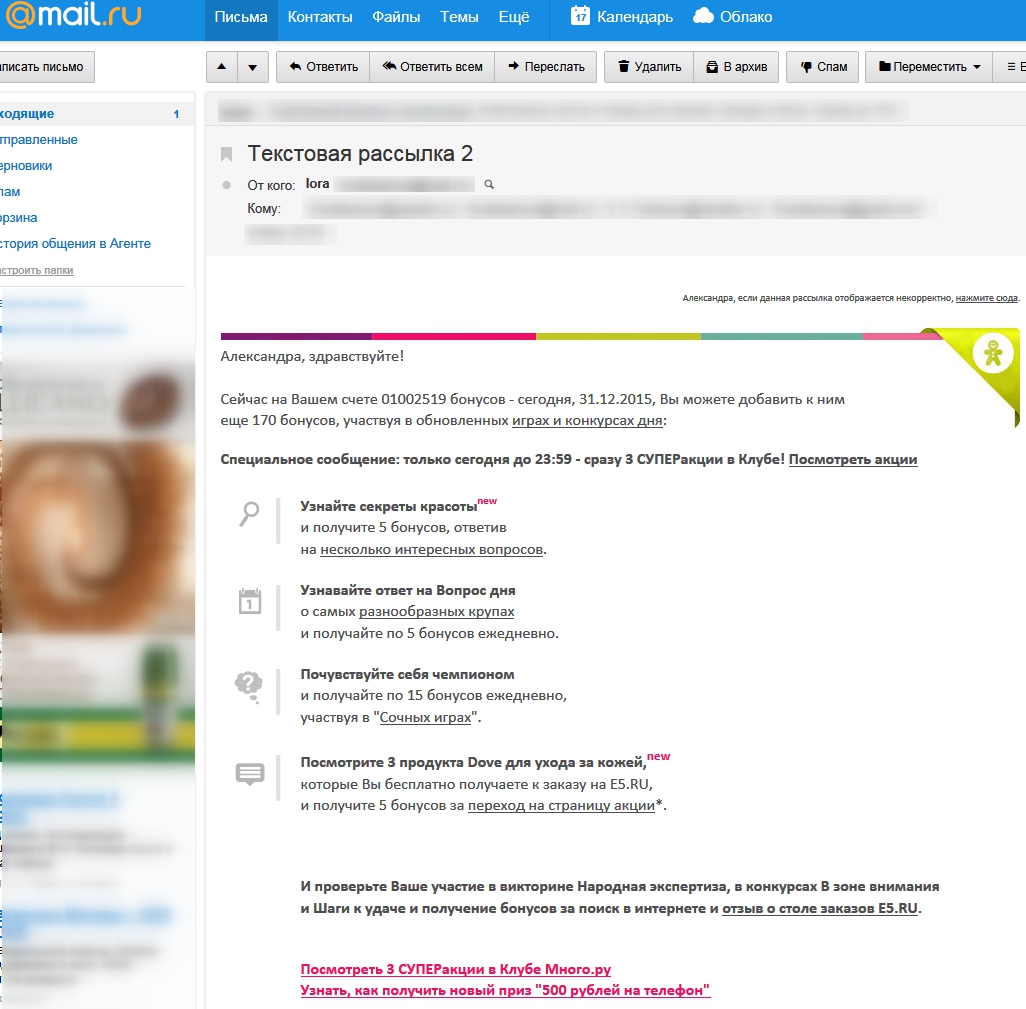 @mail.ru
Письма Контакты Файлы Темы Ещё 17 Календарь Облако
аписать письмо
Ответить Ответить всем Переслать Удалить В архив Спам Переместить
ходящие 1
тправленные
ерновики
пам
орзина
стория общения в Агенте
астроить папки
Текстовая рассылка 2
От кого: lora
Кому:
Александра, если данная рассылка отображается некорректно, нажмите сюда.
Александра, здравствуйте!
Сейчас на Вашем счете 01002519 бонусов - сегодня, 31.12.2015, Вы можете добавить к ним
еще 170 бонусов, участвуя в обновленных играх и конкурсах дня:
Специальное сообщение: только сегодня до 23:59 - сразу 3 СУПЕРакции в Клубе! Посмотреть акции
Узнайте секреты красоты new
и получите 5 бонусов, ответив
на несколько интересных вопросов.
1
Узнавайте ответ на Вопрос дня
о самых разнообразных крупах
и получайте по 5 бонусов ежедневно.
?
Почувствуйте себя чемпионом
и получайте по 15 бонусов ежедневно,
участвуя в "Сочных играх".
Посмотрите 3 продукта Dove для ухода за кожей, new
которые Вы бесплатно получаете к заказу на E5.RU,
и получите 5 бонусов за переход на страницу акции*.
И проверьте Ваше участие в викторине Народная экспертиза, в конкурсах В зоне внимания
и Шаги к удаче и получение бонусов за поиск в интернете и отзыв о столе заказов E5.RU.
Посмотреть 3 СУПЕРакции в Клубе Много.ру
Узнать, как получить новый приз "500 рублей на телефон"